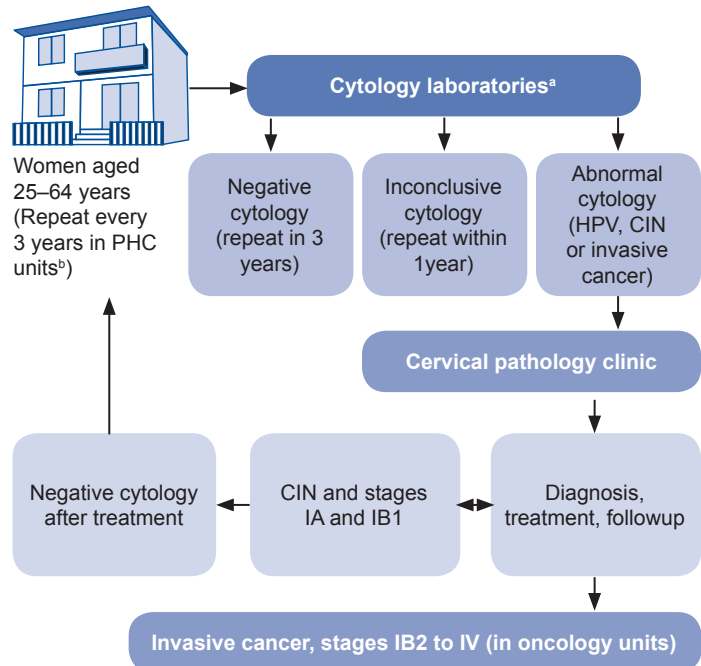 Cytology laboratoriesª
Women aged
25–64 years
(Repeat every
3 years in PHC
unitsᵇ)
Negative
cytology
(repeat in 3
years)
Inconclusive
cytology
(repeat within
1year)
Abnormal
cytology
(HPV, CIN
or invasive
cancer)
Cervical pathology clinic
Negative cytology
after treatment
CIN and stages
IA and IB1
Diagnosis,
treatment, followup
Invasive cancer, stages IB2 to IV (in oncology units)